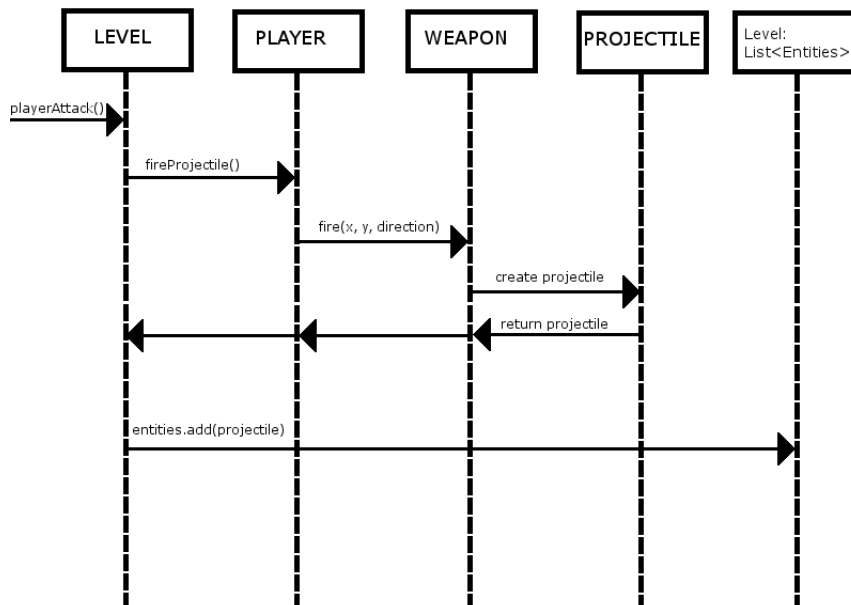 LEVEL
PLAYER
WEAPON
PROJECTILE
Level:
List<Entities>
playerAttack()
fireProjectile()
fire(x, y, direction)
create projectile
return projectile
entities.add(projectile)